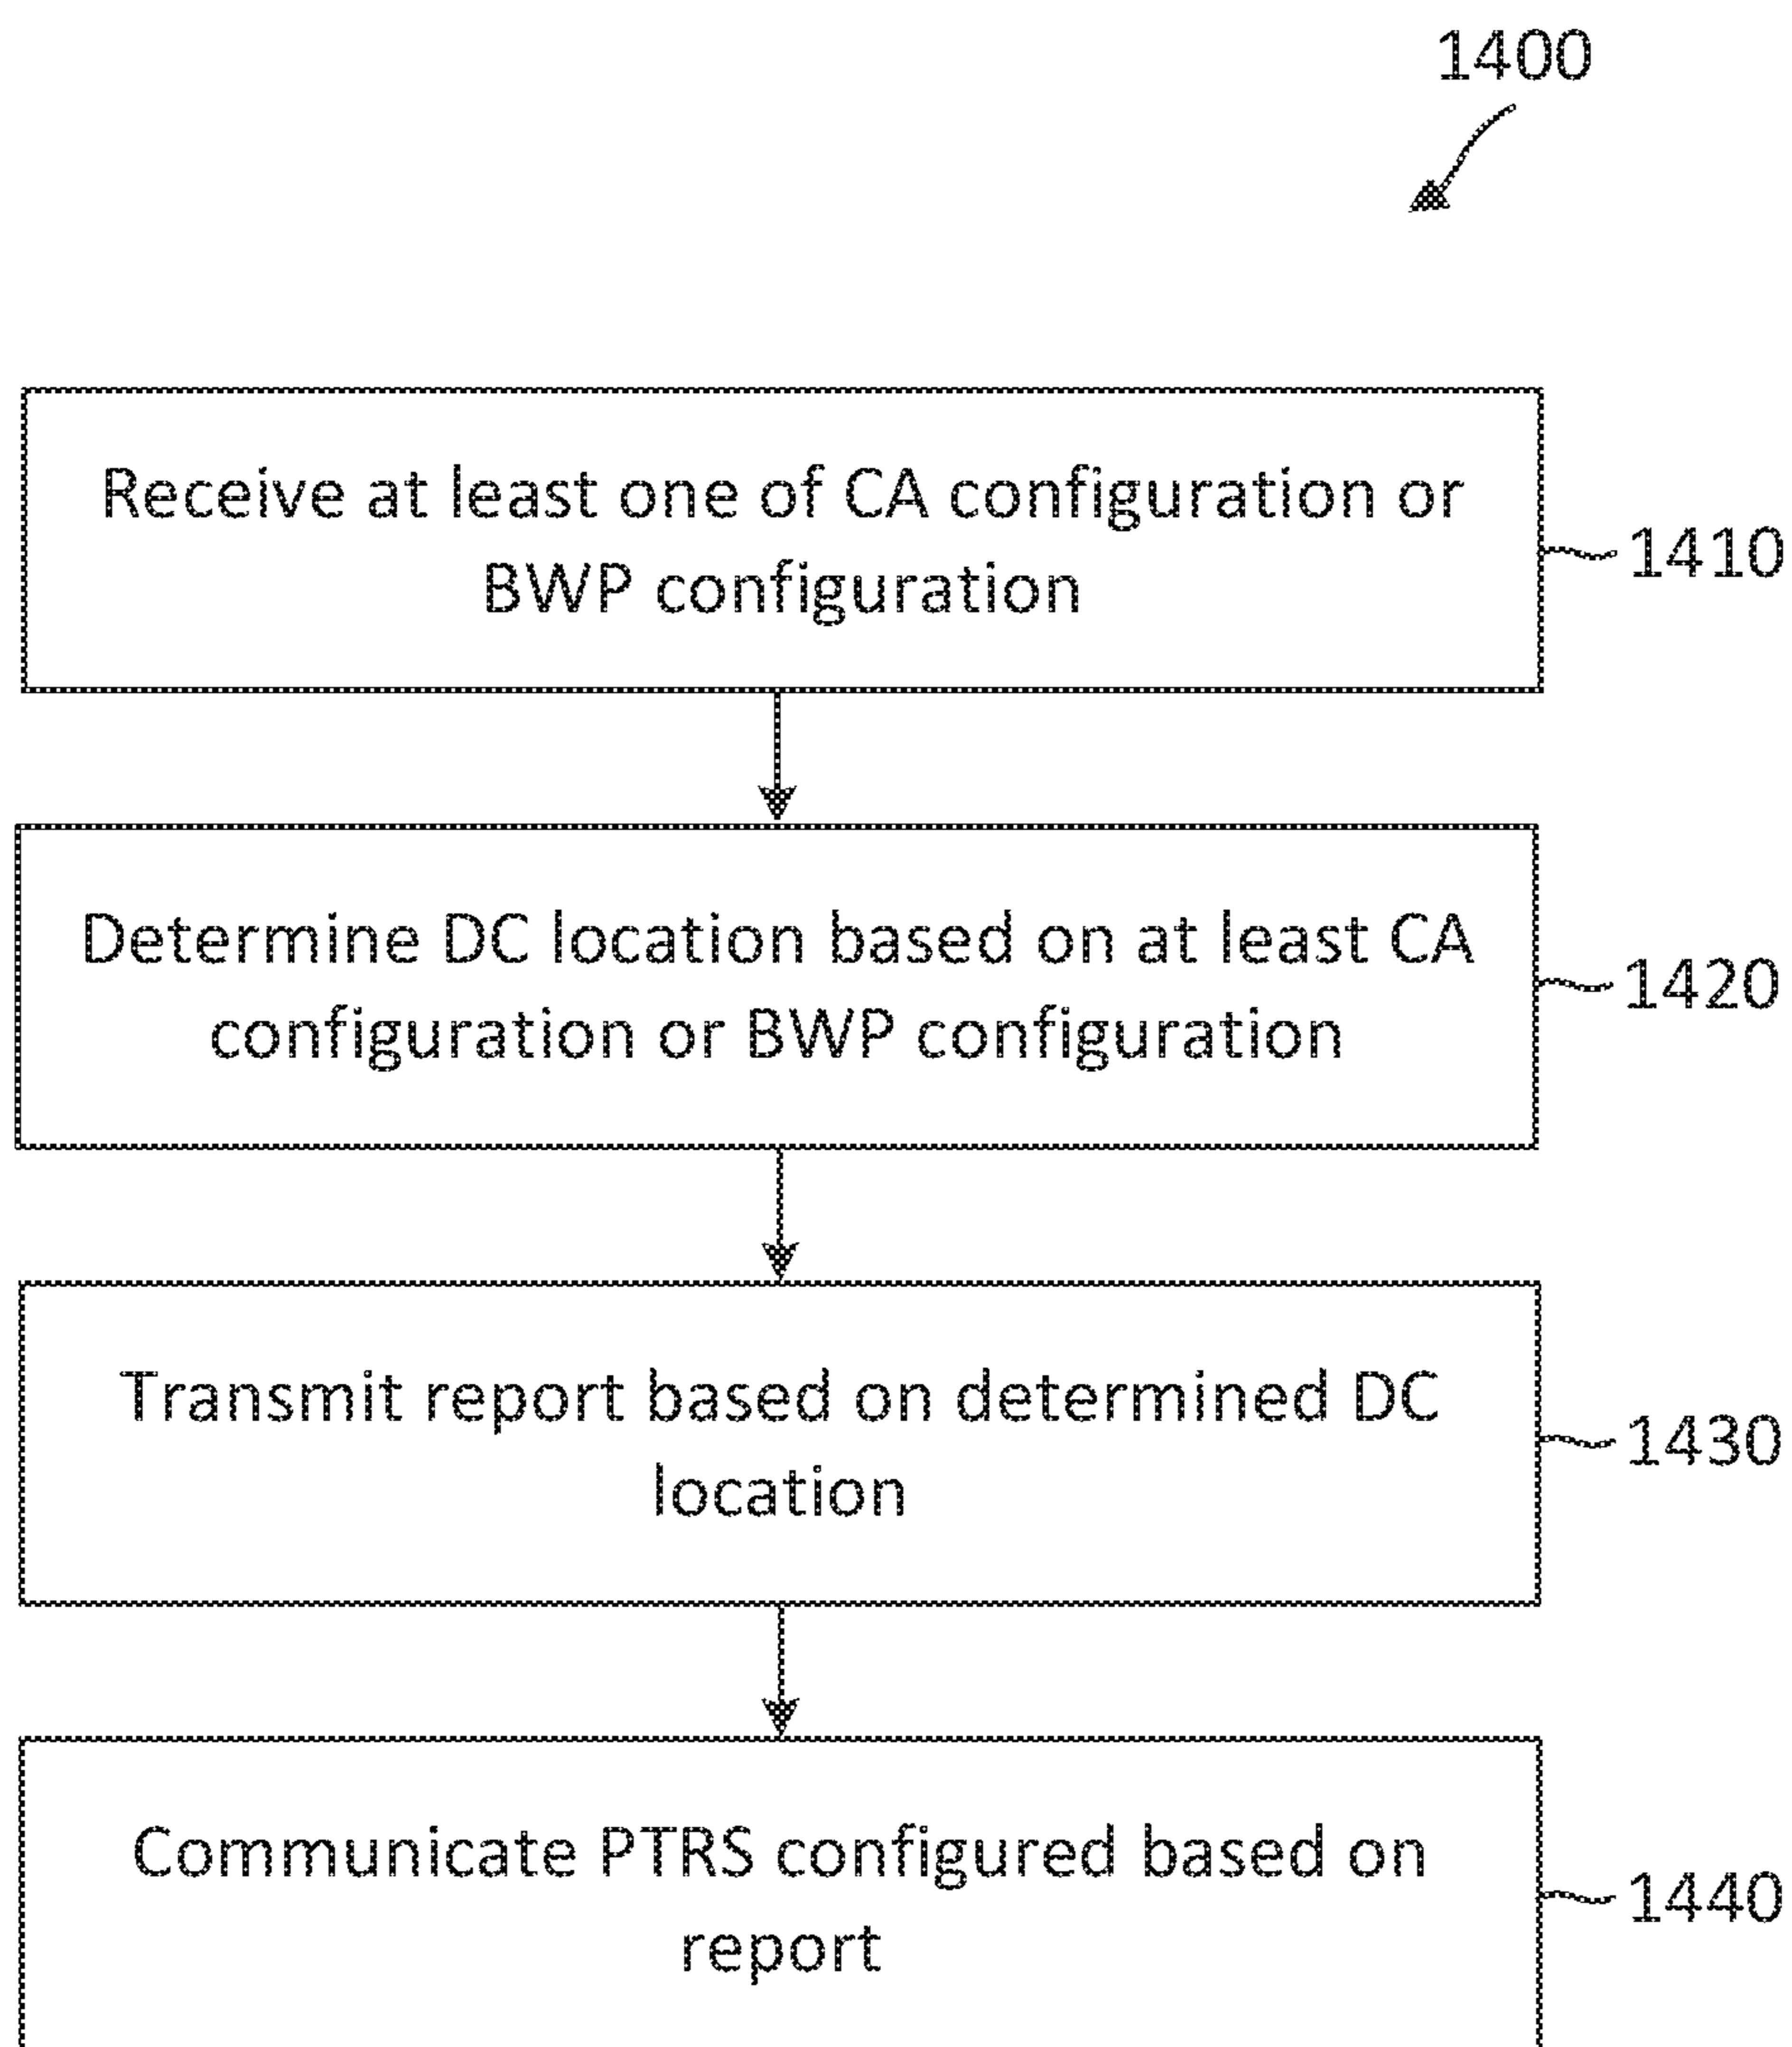 1400
Receive at least one of CA configuration or
BWP configuration
1410
Determine DC location based on at least CA
configuration or BWP configuration
1420
Transmit report based on determined DC
location
1430
Communicate PTRS configured based on
report
1440